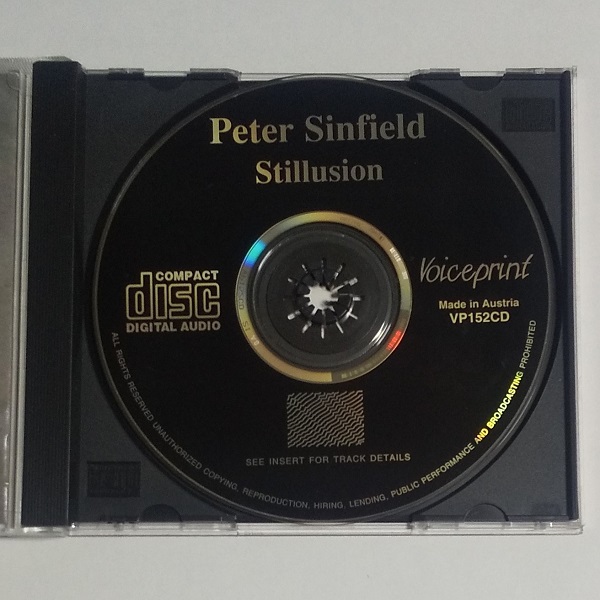 Peter Sinfield
Stillusion
COMPACT
disc
DIGITAL AUDIO
Voiceprint
Made in Austria
VP152CD
SEE INSERT FOR TRACK DETAILS
ALL RIGHTS RESERVED UNAUTHORIZED COPYING, REPRODUCTION, HIRING, LENDING, PUBLIC PERFORMANCE AND BROADCASTING PROHIBITED